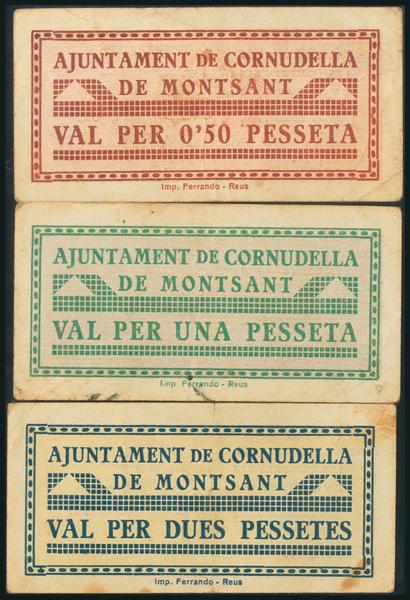 AJUNTAMENT DE CORNUDELLA
DE MONTSANT
VAL PER 0'50 PESSETA
Imp. Ferrando - Reus
AJUNTAMENT DE CORNUDELLA
DE MONTSANT
VAL PER UNA PESSETA
Imp Ferrando - Reus
AJUNTAMENT DE CORNUDELLA
DE MONTSANT
VAL PER DUES PESSETES
Imp. Ferrando - Reus